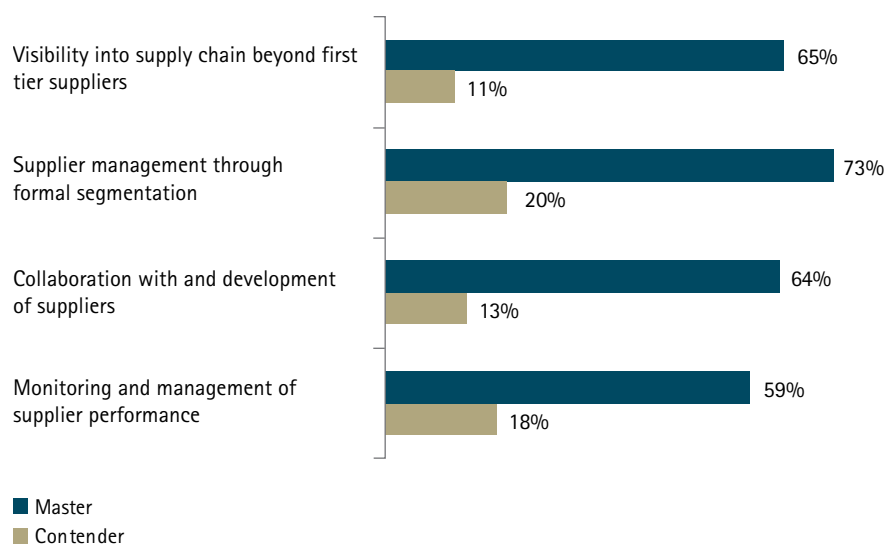 Visibility into supply chain beyond first
tier suppliers
65%
11%
Supplier management through
formal segmentation
73%
20%
Collaboration with and development
of suppliers
64%
13%
Monitoring and management of
supplier performance
59%
18%
Master
Contender